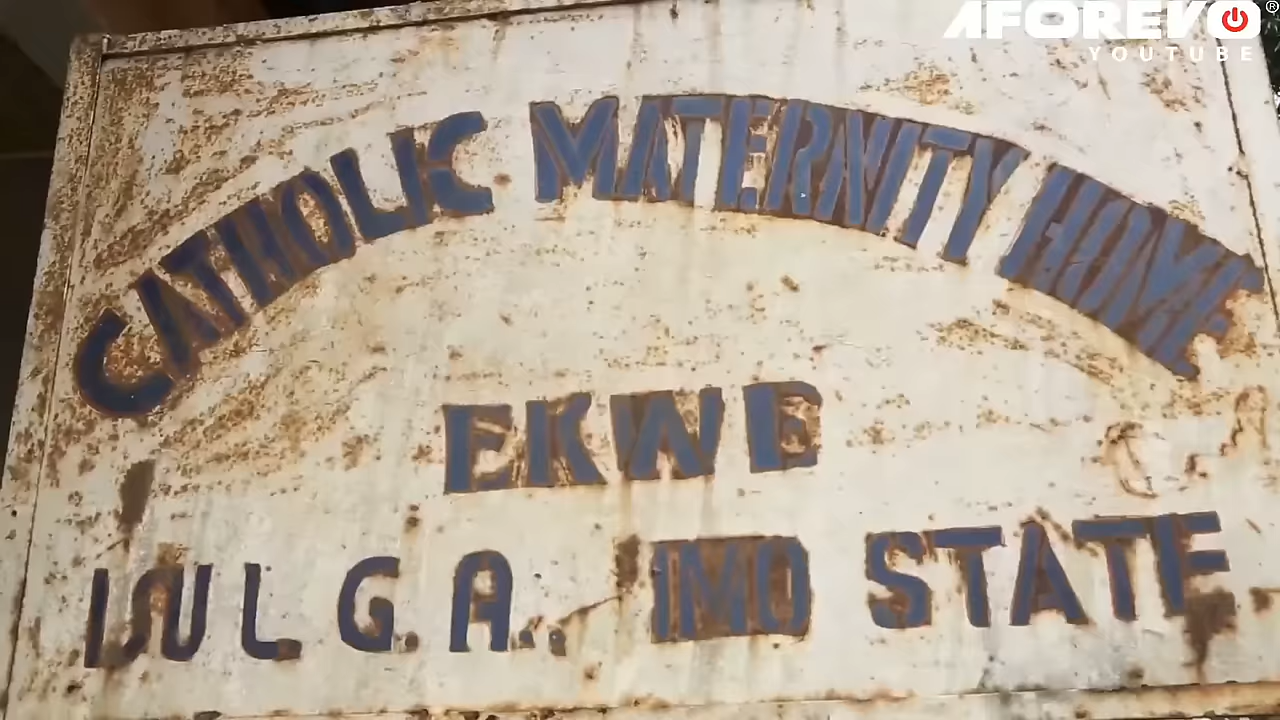 AFOREVO
YOUTUBE
CATHOLIC MATERNITY HOME
EKWE
ISU L.G.A., IMO STATE